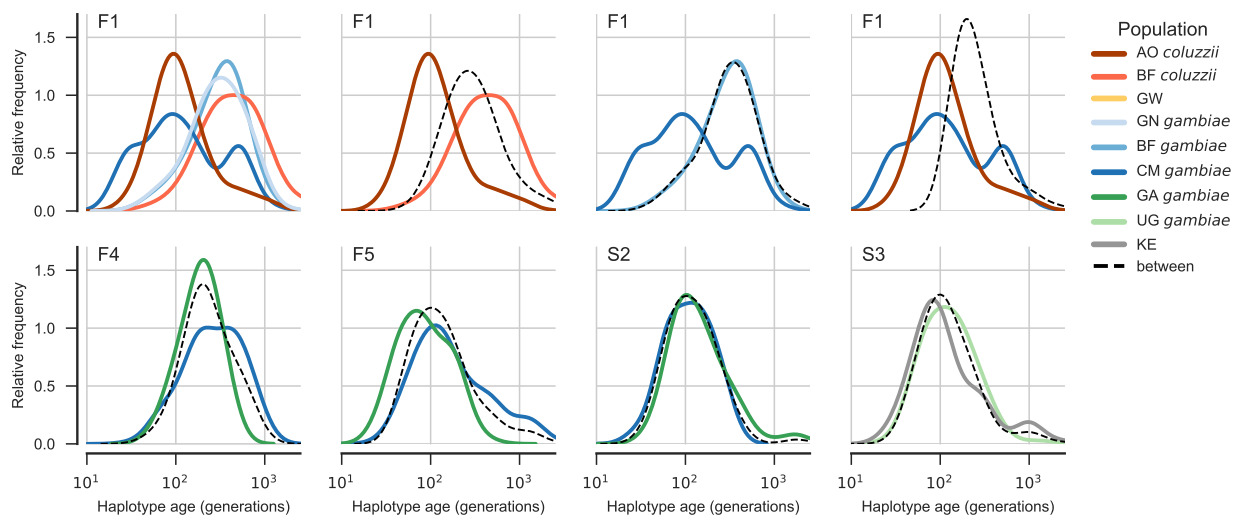 F1 F1 F1 F1
Population
AO coluzzii
BF coluzzii
GW
GN gambiae
BF gambiae
CM gambiae
GA gambiae
UG gambiae
KE
between
Relative frequency
1.5
1.0
0.5
0.0
F4 F5 S2 S3
Relative frequency
1.5
1.0
0.5
0.0
10¹ 10² 10³ 10¹ 10² 10³ 10¹ 10² 10³ 10¹ 10² 10³
Haplotype age (generations) Haplotype age (generations) Haplotype age (generations) Haplotype age (generations)